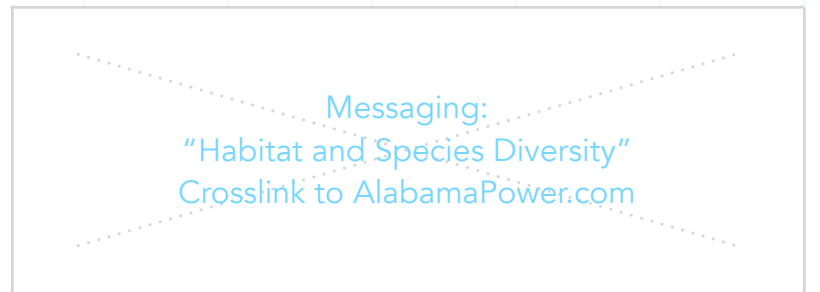 Messaging:
“Habitat and Species Diversity”
Crosslink to AlabamaPower.com